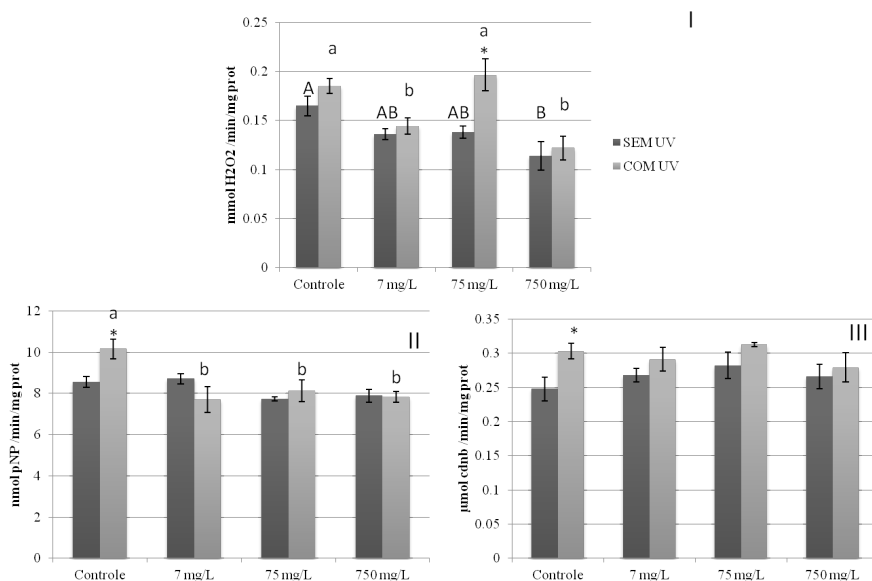 I
mmol H2O2 /min/mg prot
0.25
0.2
0.15
0.1
0.05
0
A
a
AB
b
AB
a
*
B
b
Controle
7 mg/L
75 mg/L
750 mg/L
SEM UV
COM UV
II
nmol pNP /min/mg prot
12
10
8
6
4
2
0
a
*
b
b
b
Controle
7 mg/L
75 mg/L
750 mg/L
III
µmol cdnb /min/mg prot
0.35
0.3
0.25
0.2
0.15
0.1
0.05
0
*
Controle
7 mg/L
75 mg/L
750 mg/L